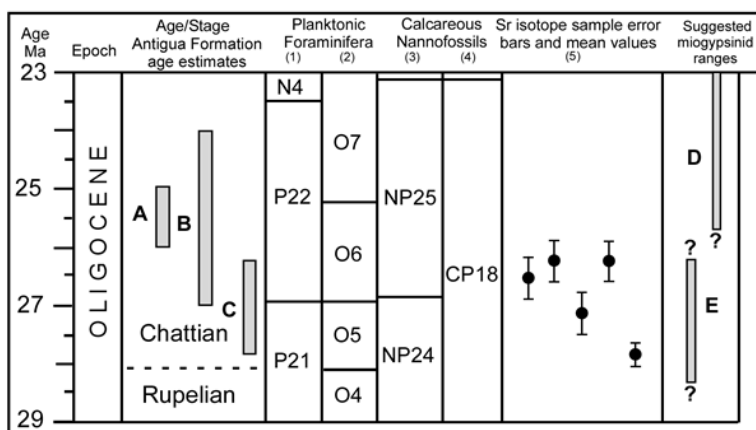 Age
Ma
Epoch
Age/Stage
Antigua Formation
age estimates
Planktonic
Foraminifera
(1) (2)
Calcareous
Nannofossils
(3) (4)
Sr isotope sample error
bars and mean values
(5)
Suggested
miogypsinid
ranges
23
25
27
29
OLIGOCENE
A
B
C
Chattian
Rupelian
N4
P22
P21
O7
O6
O5
O4
NP25
NP24
CP18
D
?
?
E
?